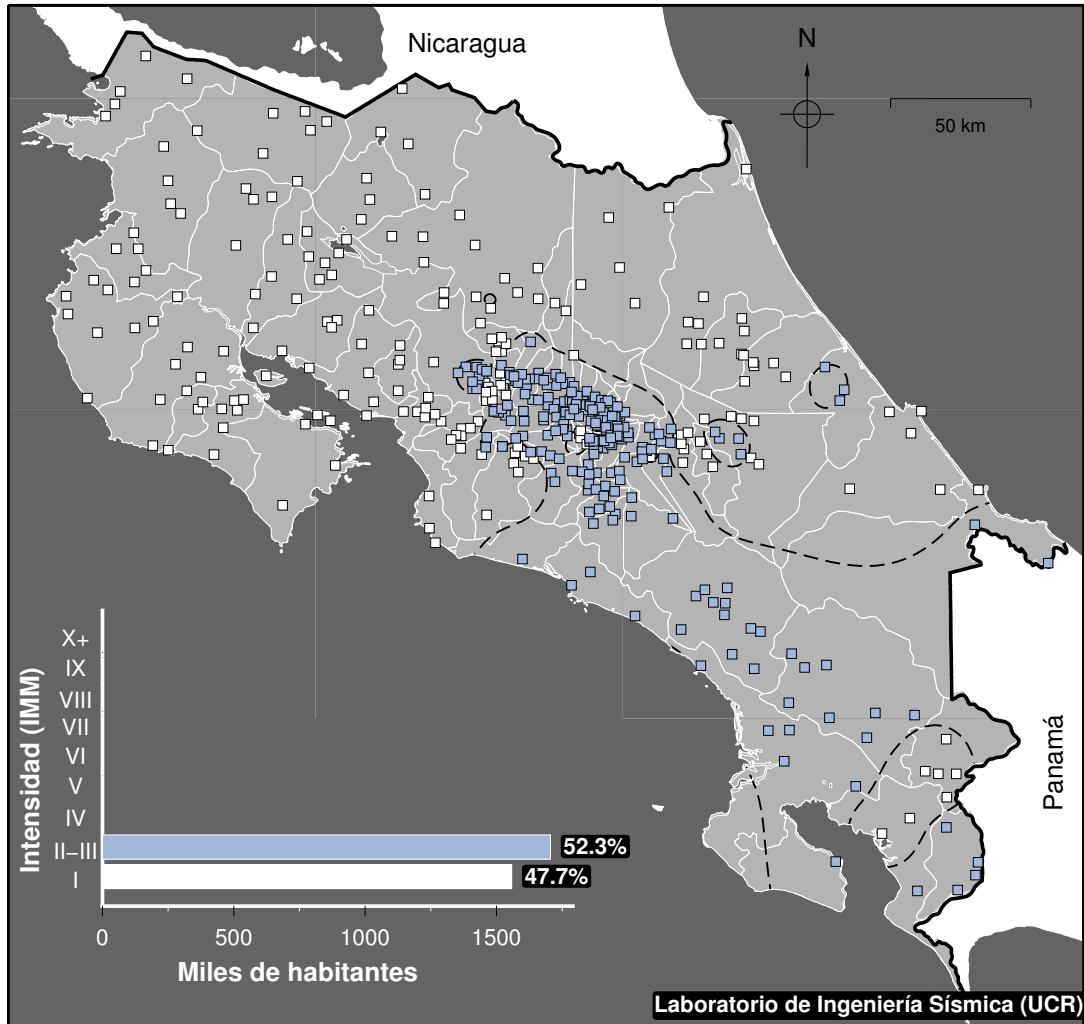 Nicaragua
N
50 km
Panamá
Intensidad (IMM)
X+
IX
VIII
VII
VI
V
IV
II–III
I
52.3%
47.7%
0 500 1000 1500
Miles de habitantes
Laboratorio de Ingeniería Sísmica (UCR)